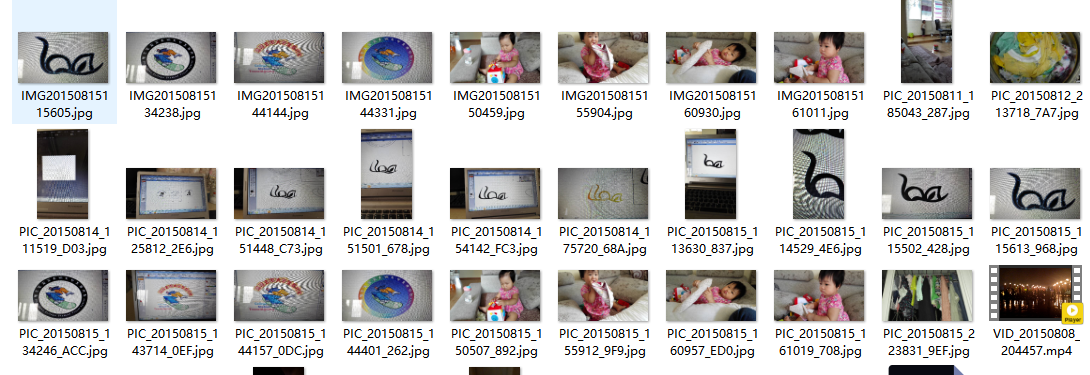 IMG201508151
15605.jpg
IMG201508151
34238.jpg
IMG201508151
44144.jpg
IMG201508151
44331.jpg
IMG201508151
50459.jpg
IMG201508151
55904.jpg
IMG201508151
60930.jpg
IMG201508151
61011.jpg
PIC_20150811_1
85043_287.jpg
PIC_20150812_2
13718_7A7.jpg
PIC_20150814_1
11519_D03.jpg
PIC_20150814_1
25812_2E6.jpg
PIC_20150814_1
51448_C73.jpg
PIC_20150814_1
51501_678.jpg
PIC_20150814_1
54142_FC3.jpg
PIC_20150814_1
75720_68A.jpg
PIC_20150815_1
13630_837.jpg
PIC_20150815_1
14529_4E6.jpg
PIC_20150815_1
15502_428.jpg
PIC_20150815_1
15613_968.jpg
PIC_20150815_1
34246_ACC.jpg
PIC_20150815_1
43714_0EF.jpg
PIC_20150815_1
44157_0DC.jpg
PIC_20150815_1
44401_262.jpg
PIC_20150815_1
50507_892.jpg
PIC_20150815_1
55912_9F9.jpg
PIC_20150815_1
60957_ED0.jpg
PIC_20150815_1
61019_708.jpg
PIC_20150815_2
23831_9EF.jpg
Player
VID_20150808_
204457.mp4